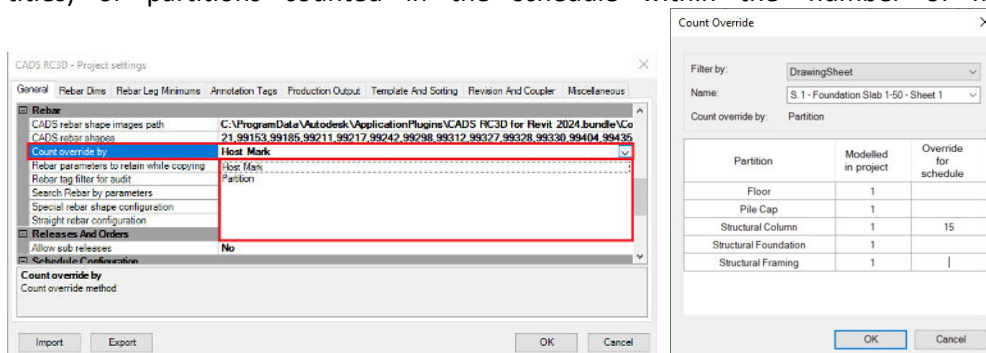 titles) of partitions counted in the schedule within the number of
CADS RC3D - Project settings
General Rebar Dims Rebar Leg Minimums Annotation Tags Production Output Template And Sorting Revision And Coupler Miscellaneous
Rebar
CADS rebar shape images path C:\ProgramData\Autodesk\ApplicationPlugins\CADS RC3D for Revit 2024.bundle\Co
CADS rebar shapes 21,99153,99185,99211,99217,99242,99298,99312,99327,99328,99330,99404,99435
Count override by Host Mark
Rebar parameters to retain while copying Host Mark
Rebar tag filter for audit Partition
Search Rebar by parameters
Special rebar shape configuration
Straight rebar configuration
Releases And Orders
Allow sub releases No
Schedule Configuration
Count override by
Count override method
Import Export OK Cancel
Count Override
Filter by: DrawingSheet
Name: S.1 - Foundation Slab 1-50 - Sheet 1
Count override by: Partition
Partition Modelled in project Override for schedule
Floor 1
Pile Cap 1
Structural Column 1 15
Structural Foundation 1
Structural Framing 1
OK Cancel